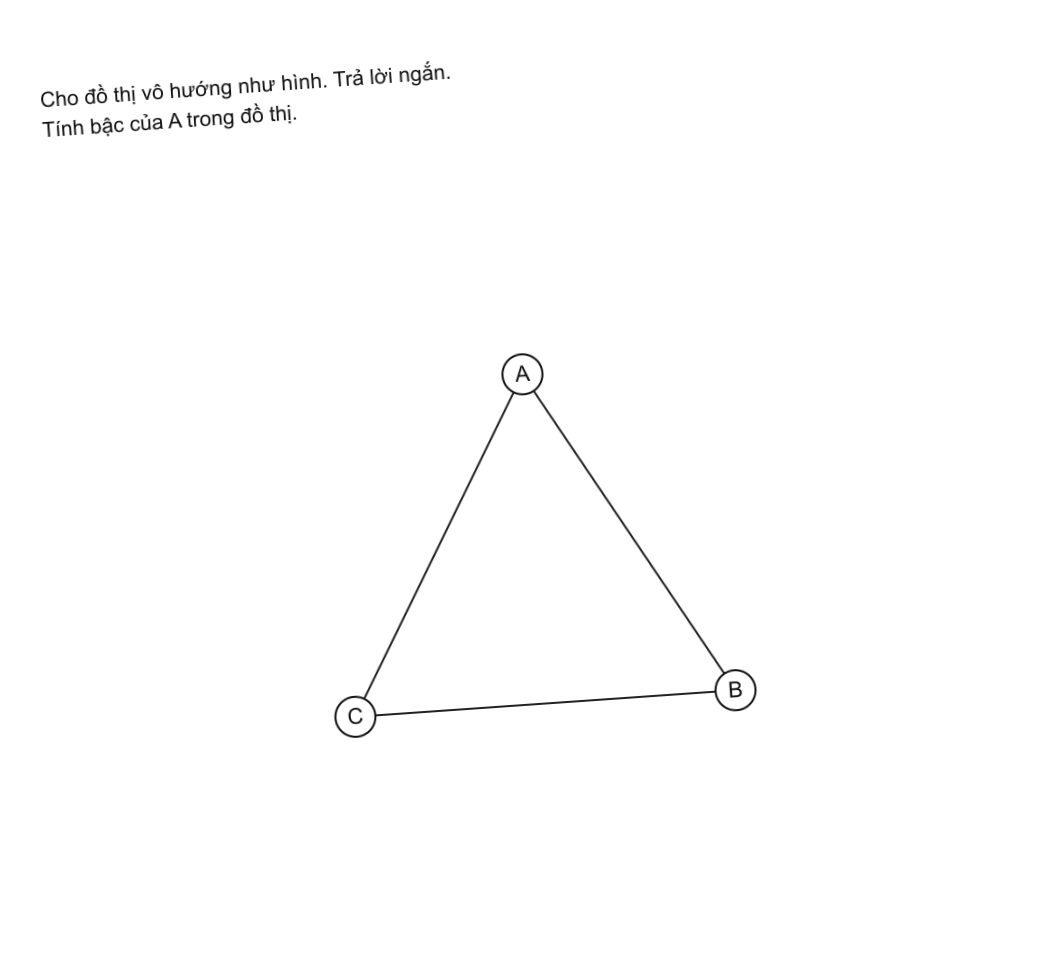 Cho đồ thị vô hướng như hình. Trả lời ngắn.
Tính bậc của A trong đồ thị.
A
B
C